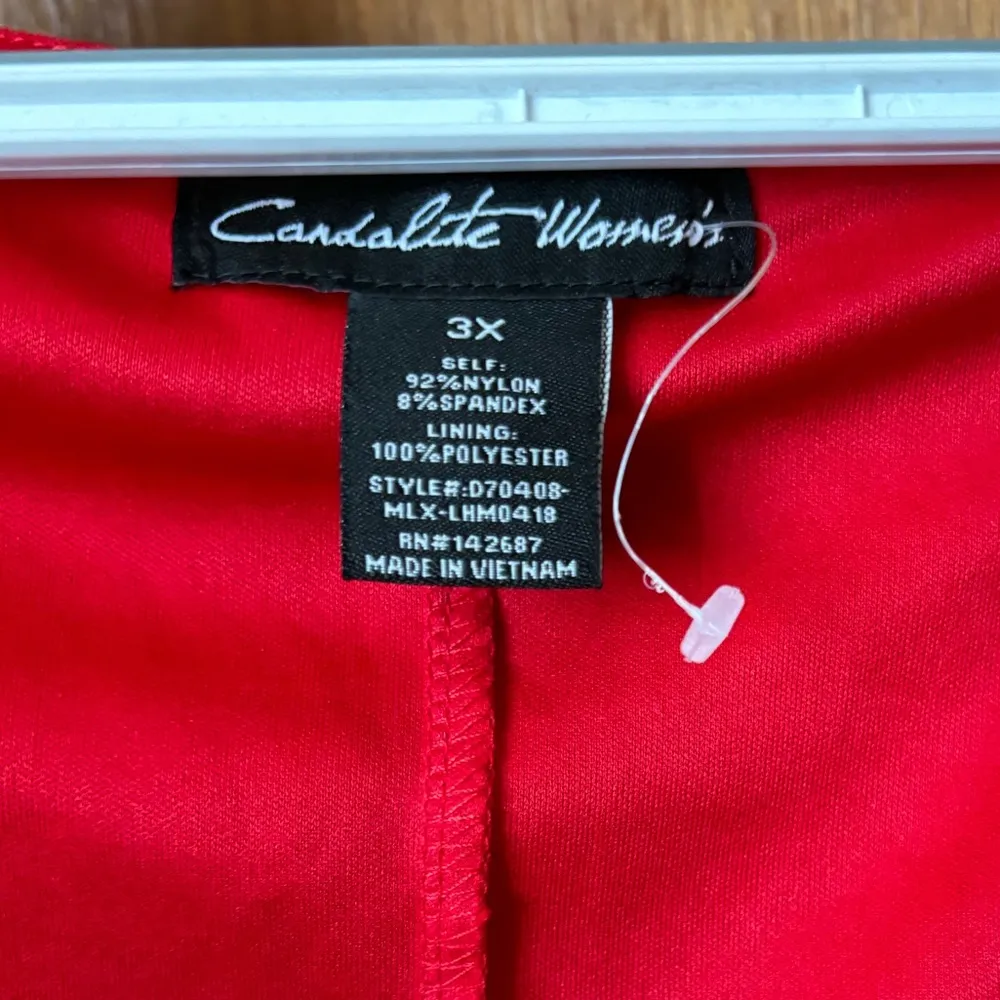 Candalite Women's
3X
SELF:
92%NYLON
8%SPANDEX
LINING:
100%POLYESTER
STYLE#:D70408-
MLX-LHM0418
RN#142687
MADE IN VIETNAM